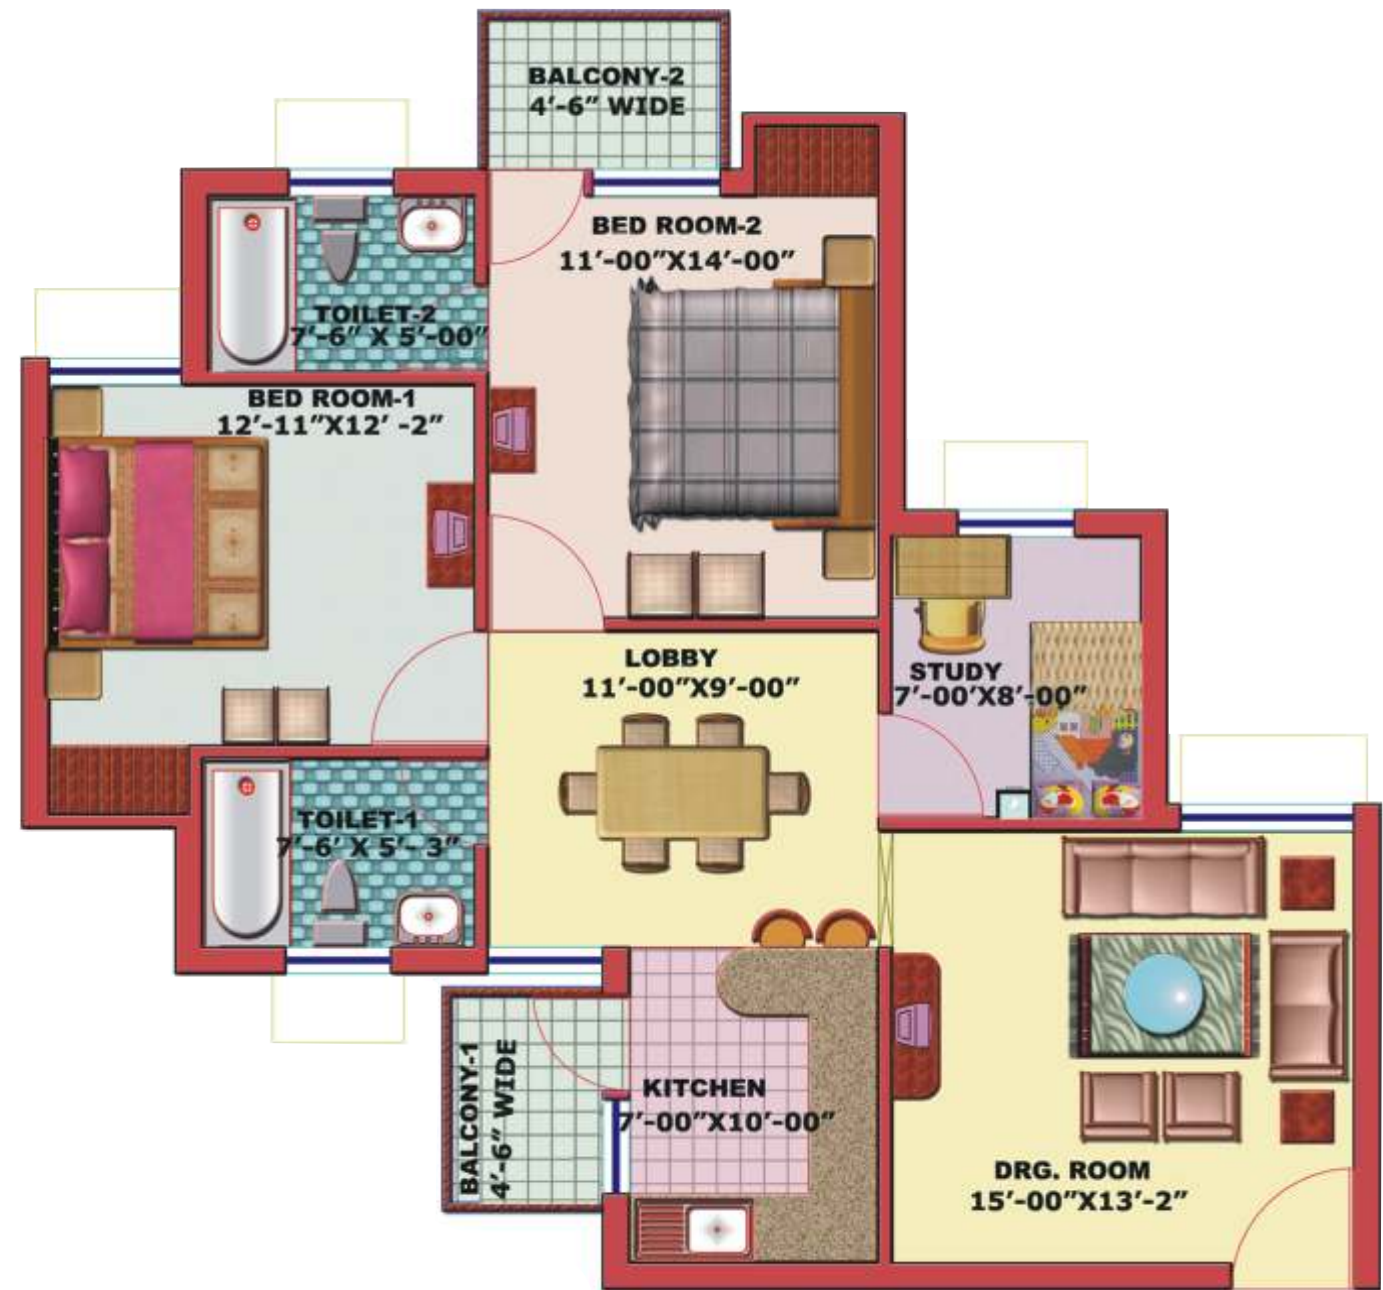 BALCONY-2
4'-6" WIDE
BED ROOM-2
11'-00"X14'-00"
TOILET-2
7'-6" X 5'-00"
BED ROOM-1
12'-11"X12' -2"
LOBBY
11'-00"X9'-00"
STUDY
7'-00'X8'-00"
TOILET-1
7'-6' X 5'- 3"
BALCONY-1
4'-6" WIDE
KITCHEN
7'-00"X10'-00"
DRG. ROOM
15'-00"X13'-2"